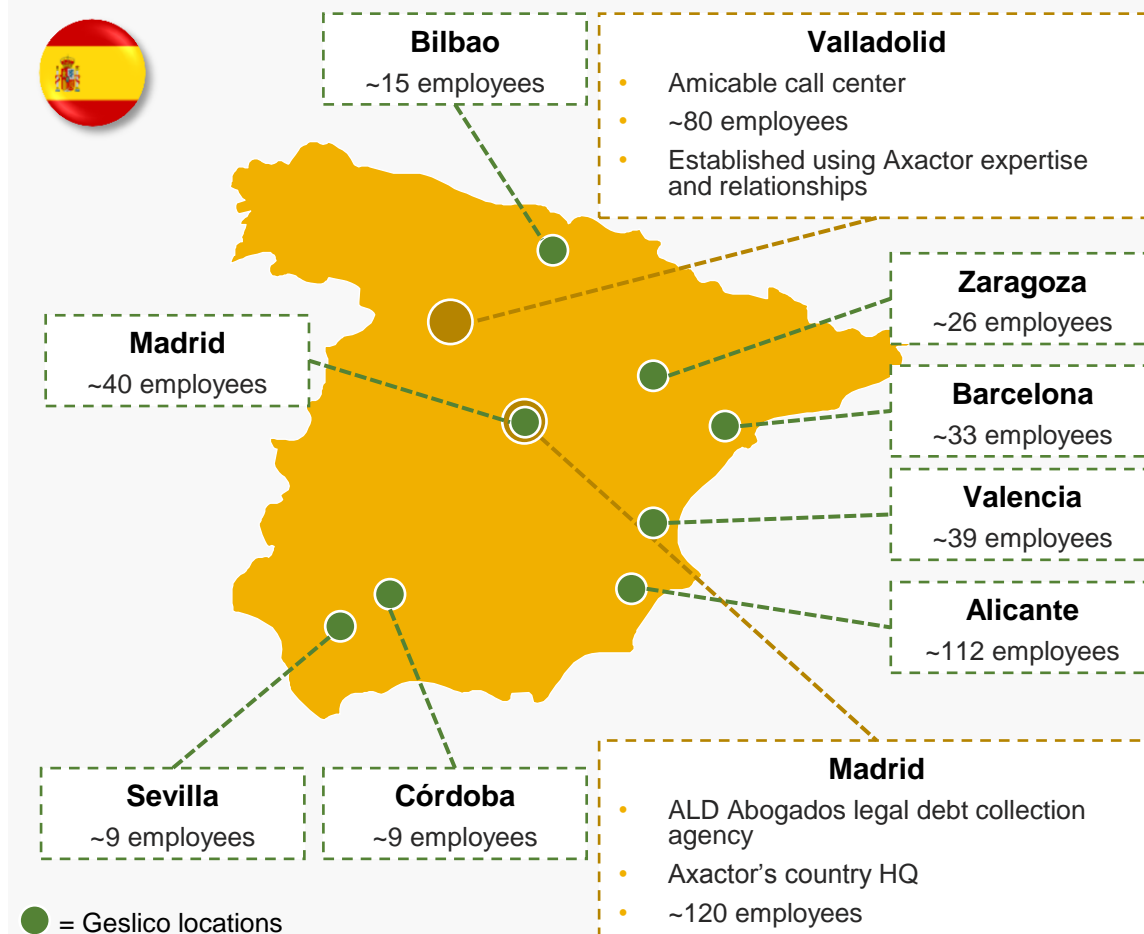 Bilbao
~15 employees
Valladolid
• Amicable call center
• ~80 employees
• Established using Axactor expertise
and relationships
Zaragoza
~26 employees
Madrid
~40 employees
Barcelona
~33 employees
Valencia
~39 employees
Alicante
~112 employees
Sevilla
~9 employees
Córdoba
~9 employees
Madrid
• ALD Abogados legal debt collection
agency
• Axactor’s country HQ
• ~120 employees
= Geslico locations